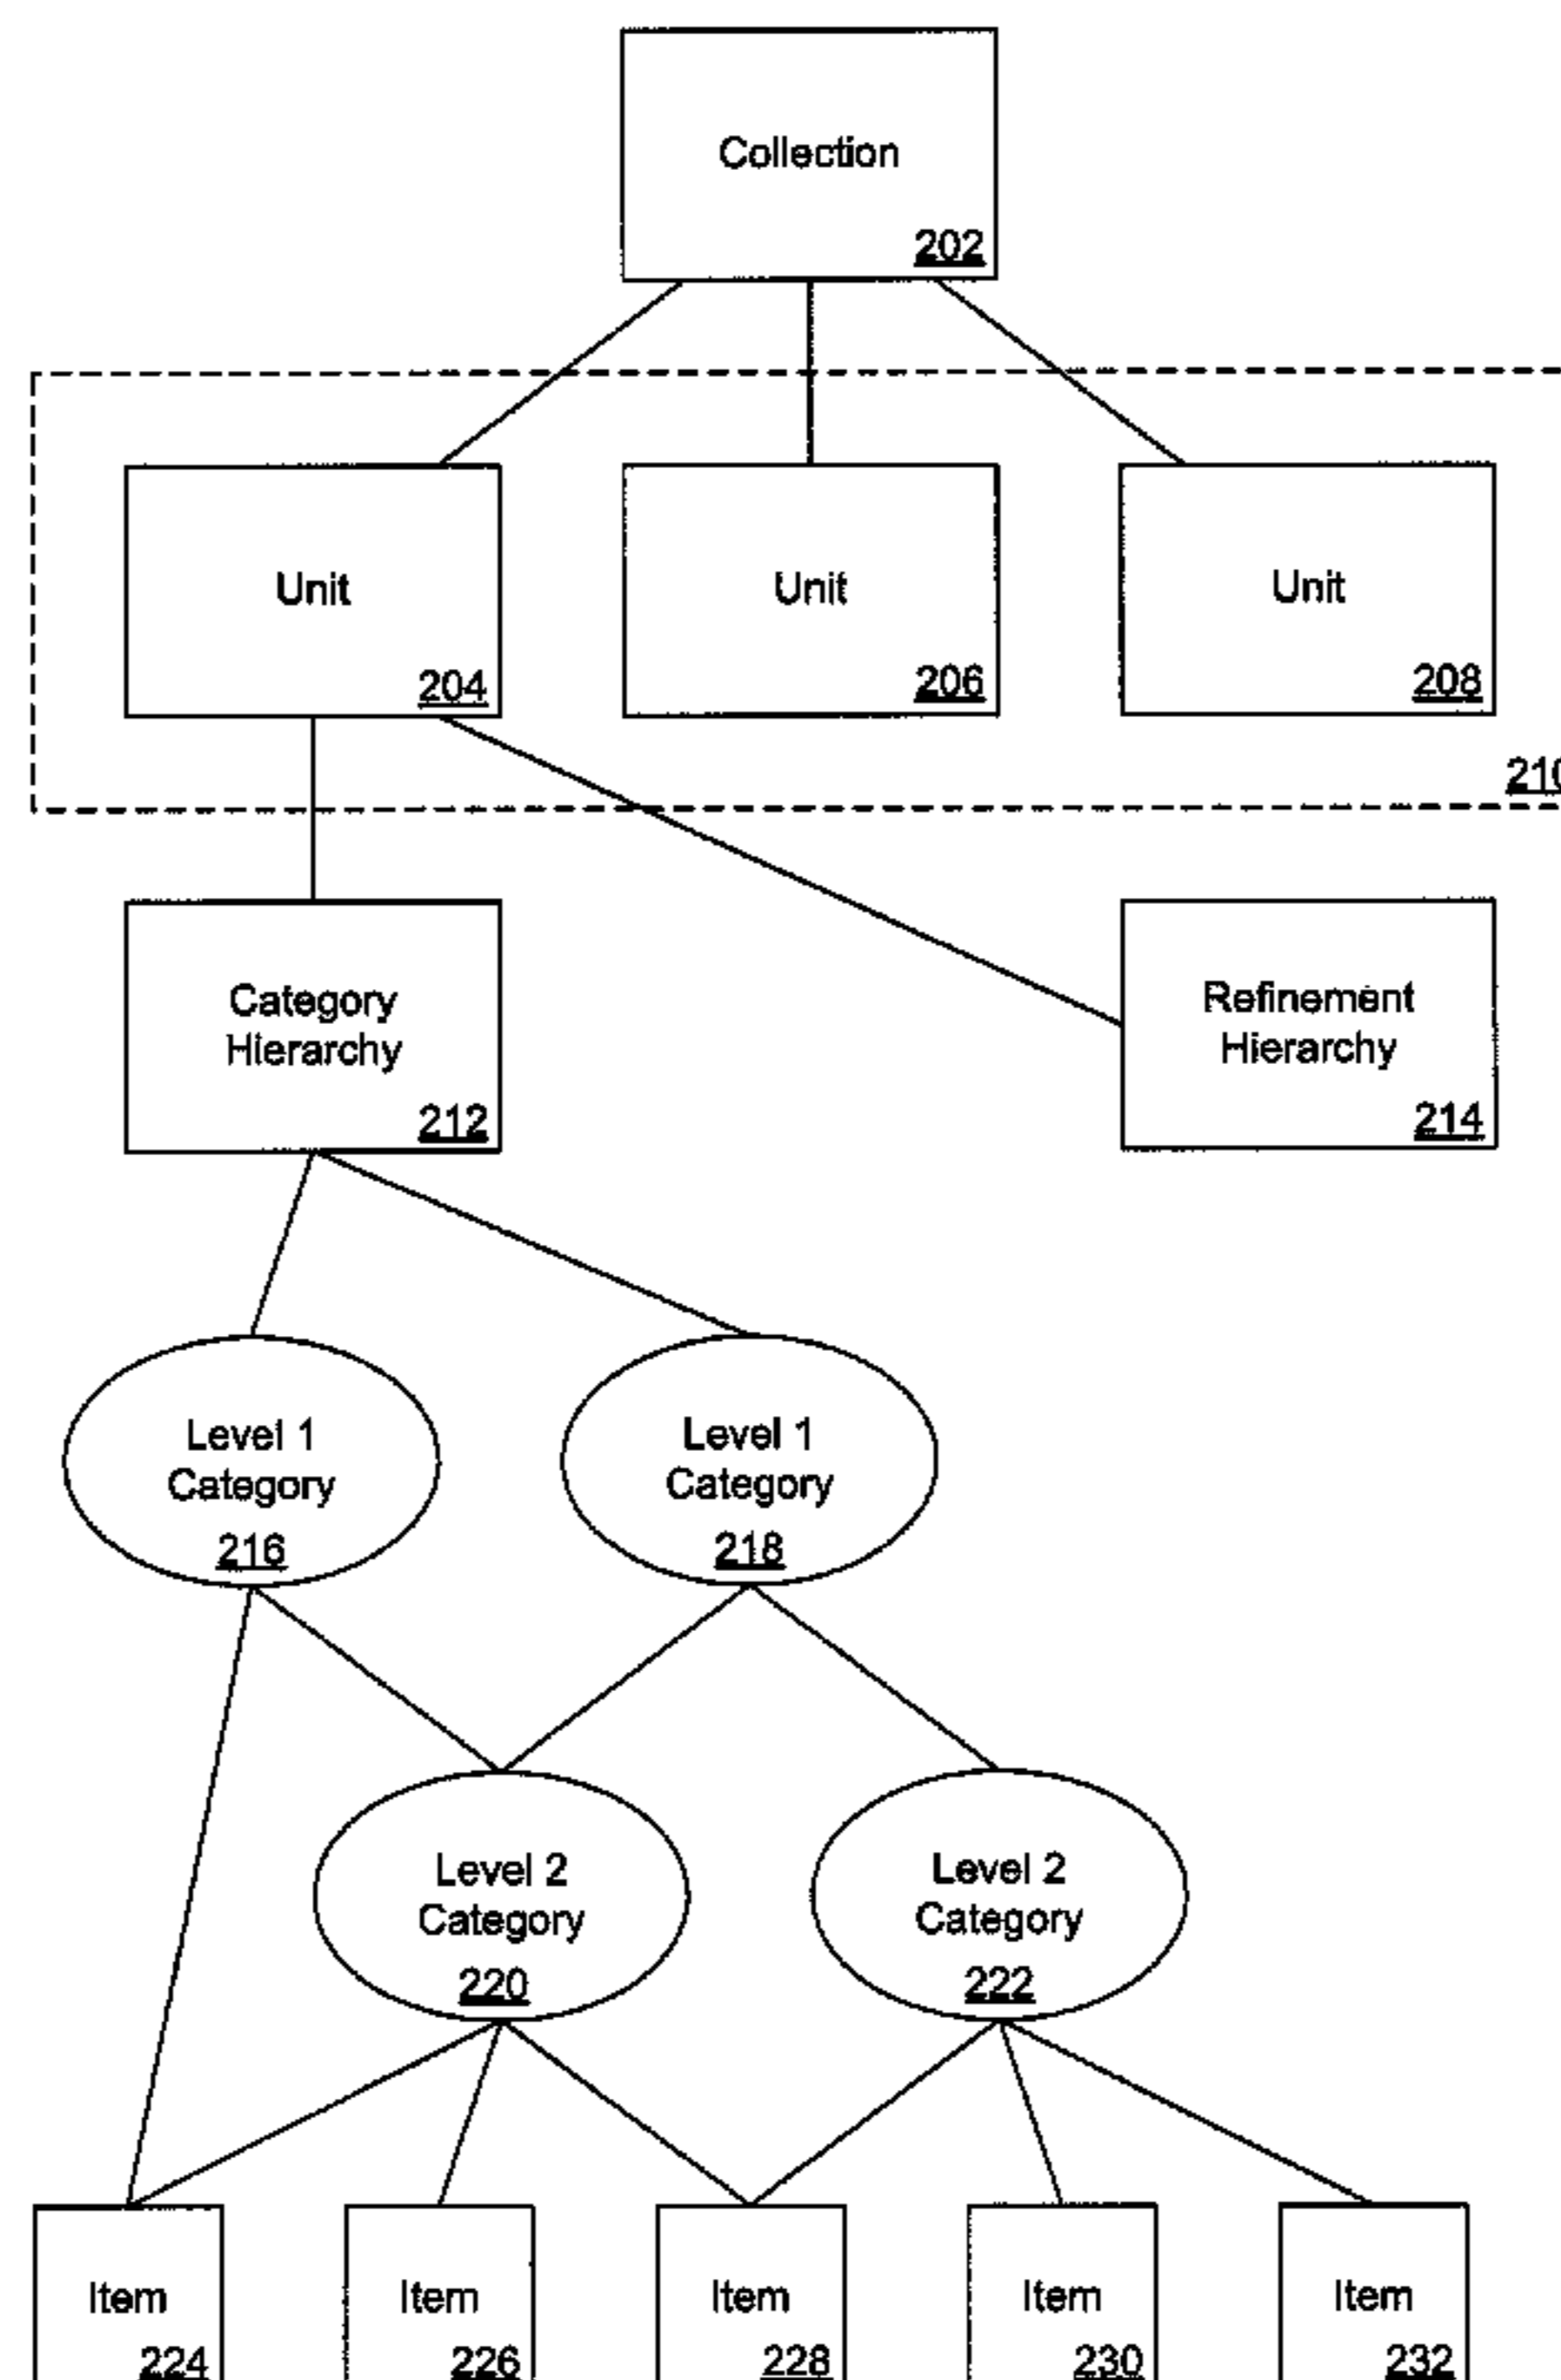 Collection
202
Unit
204
Unit
206
Unit
208
210
Category
Hierarchy
212
Refinement
Hierarchy
214
Level 1
Category
216
Level 1
Category
218
Level 2
Category
220
Level 2
Category
222
Item
224
Item
226
Item
228
Item
230
Item
232